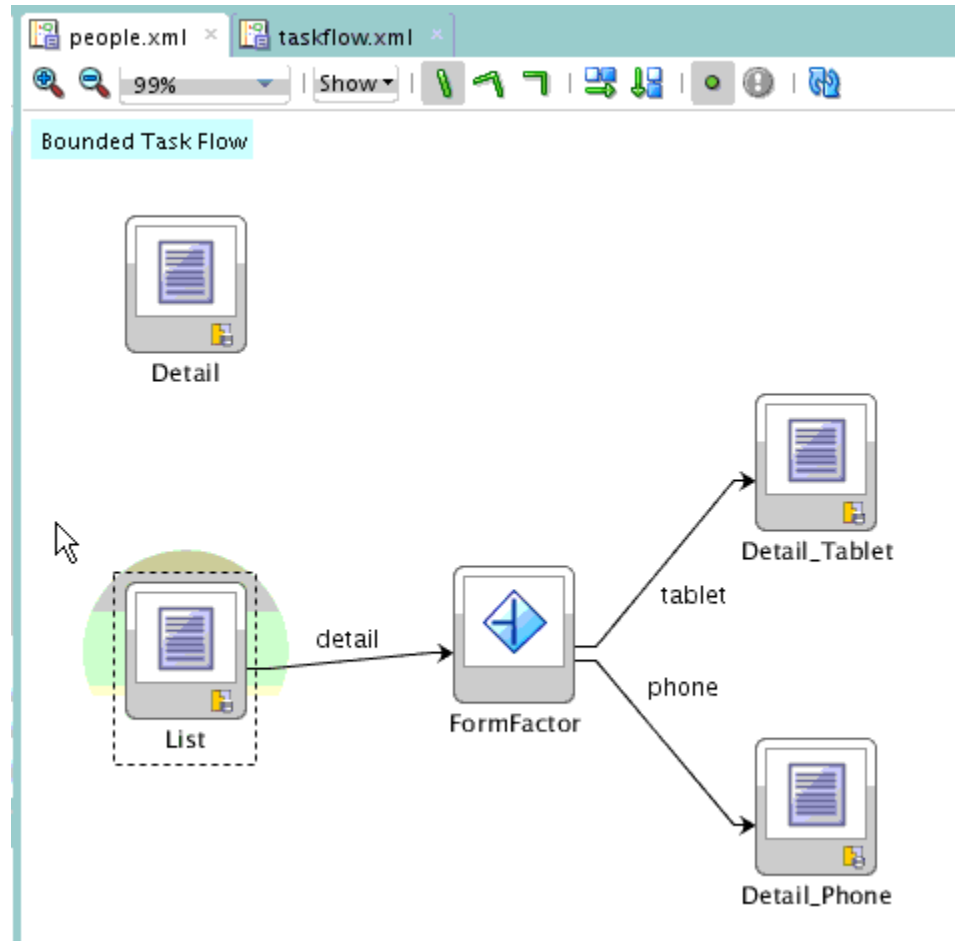 people.xml
taskflow.xml
99%
Show
Bounded Task Flow
Detail
Detail_Tablet
tablet
detail
phone
FormFactor
List
Detail_Phone